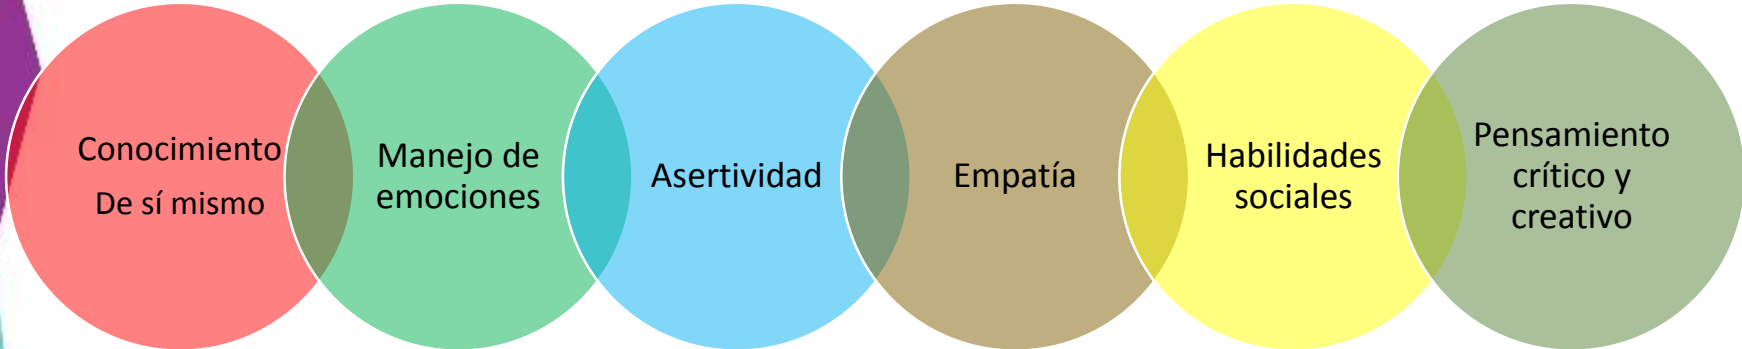 Conocimiento
De sí mismo
Manejo de
emociones
Asertividad
Empatía
Habilidades
sociales
Pensamiento
crítico y
creativo